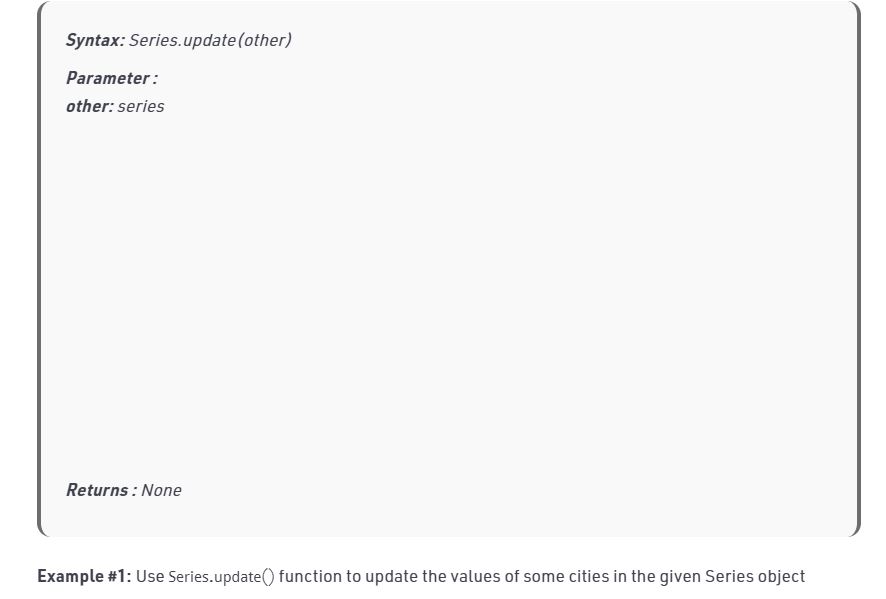 Syntax: Series.update(other)
Parameter :
other: series
Returns : None
Example #1: Use Series.update() function to update the values of some cities in the given Series object